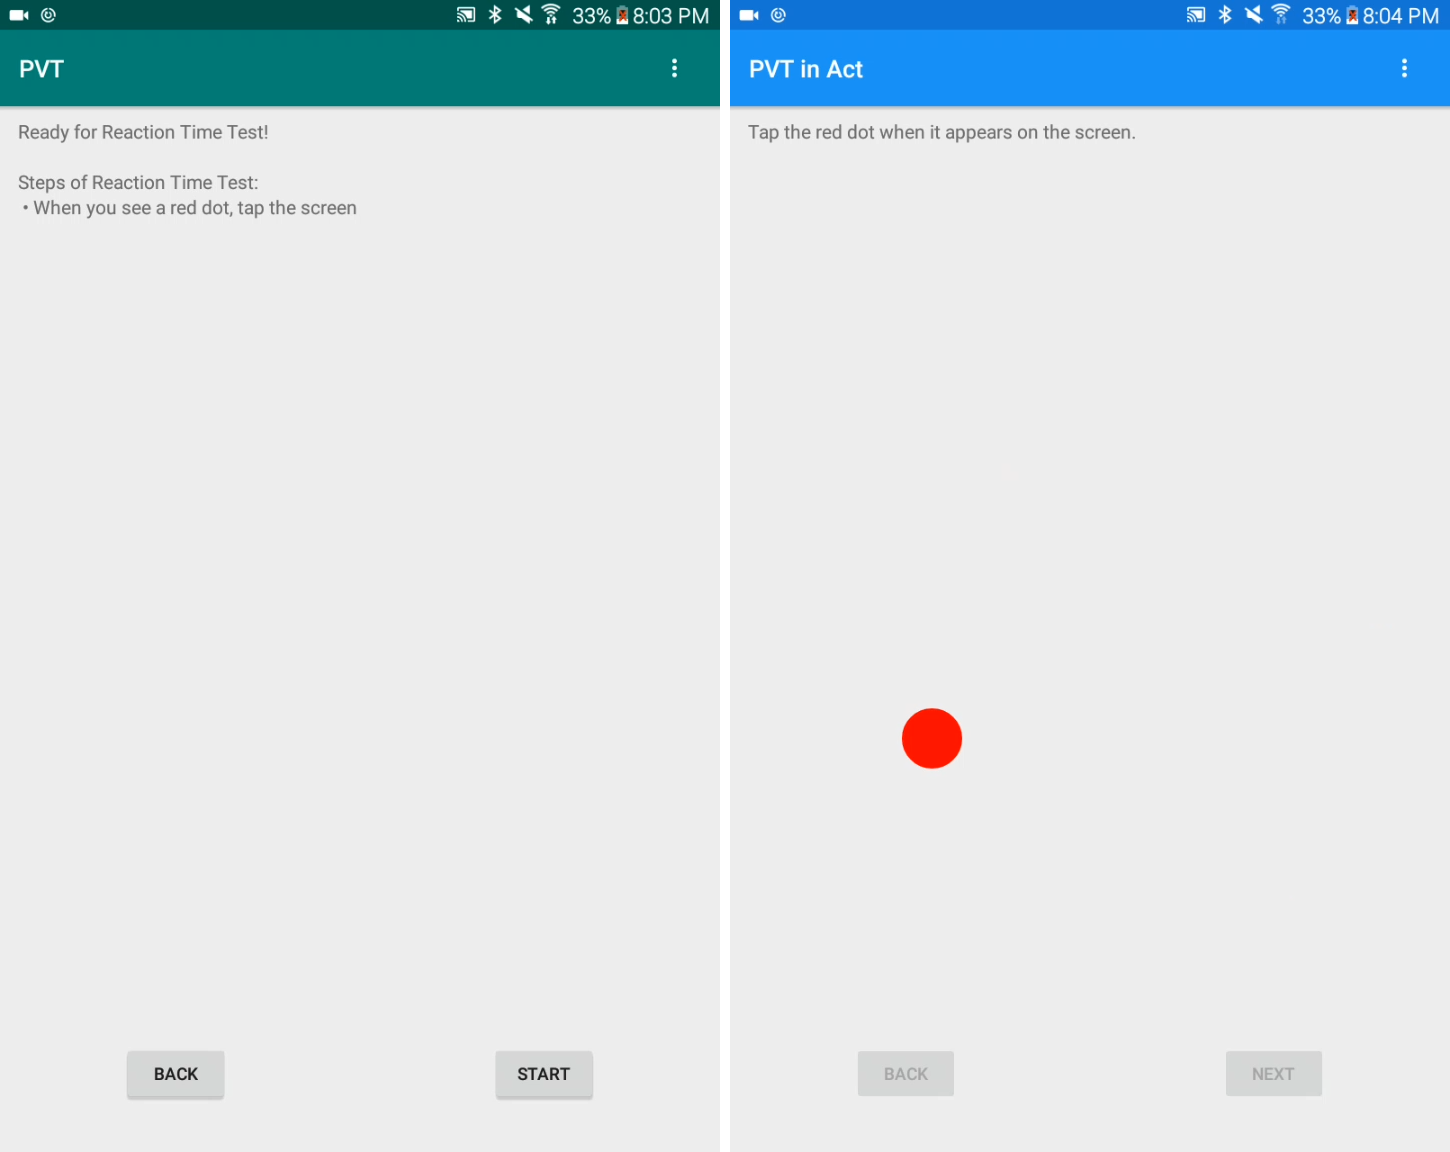 33% 8:03 PM
PVT
Ready for Reaction Time Test!
Steps of Reaction Time Test:
• When you see a red dot, tap the screen
BACK
START
33% 8:04 PM
PVT in Act
Tap the red dot when it appears on the screen.
BACK
NEXT